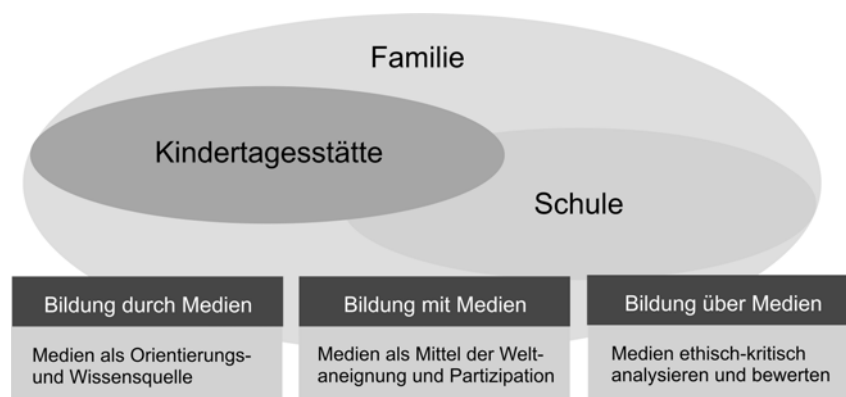 Familie
Kindertagesstätte
Schule
Bildung durch Medien
Medien als Orientierungs-
und Wissensquelle
Bildung mit Medien
Medien als Mittel der Welt-
aneignung und Partizipation
Bildung über Medien
Medien ethisch-kritisch
analysieren und bewerten